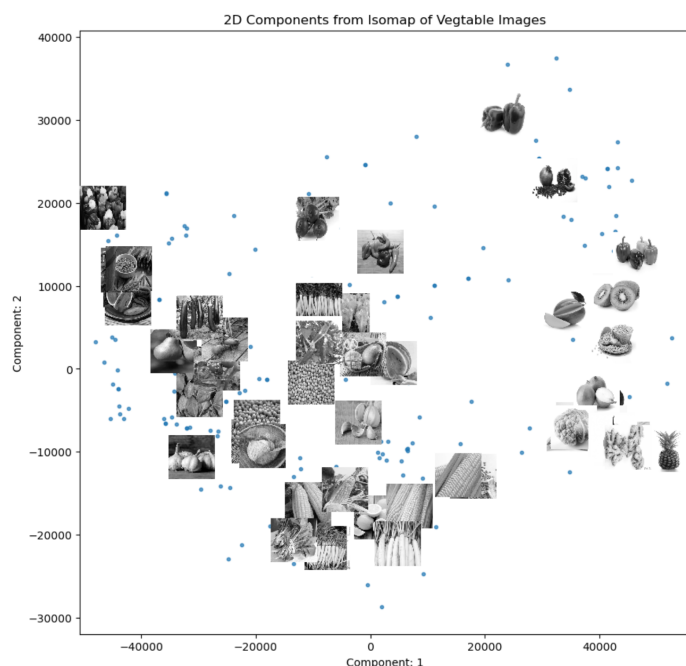 2D Components from Isomap of Vegtable Images
40000
30000
20000
10000
0
−10000
−20000
−30000
Component: 2
−40000 −20000 0 20000 40000
Component: 1